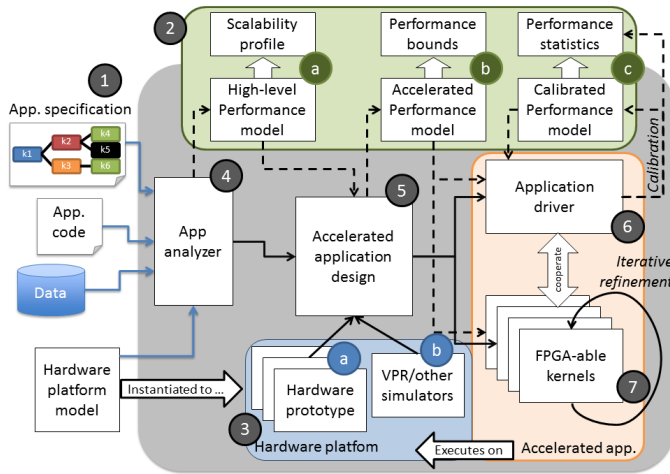 2
Scalability
profile
Performance
bounds
Performance
statistics
a
b
c
High-level
Performance
model
Accelerated
Performance
model
Calibrated
Performance
model
1
App. specification
k1
k2
k3
k4
k5
k6
App.
code
Data
Hardware
platform
model
4
App
analyzer
5
Accelerated
application
design
Application
driver
6
Calibration
cooperate
Iterative
refinement
FPGA-able
kernels
7
Accelerated app.
Instantiated to ...
a
Hardware
prototype
b
VPR/other
simulators
3
Hardware platfom
Executes on